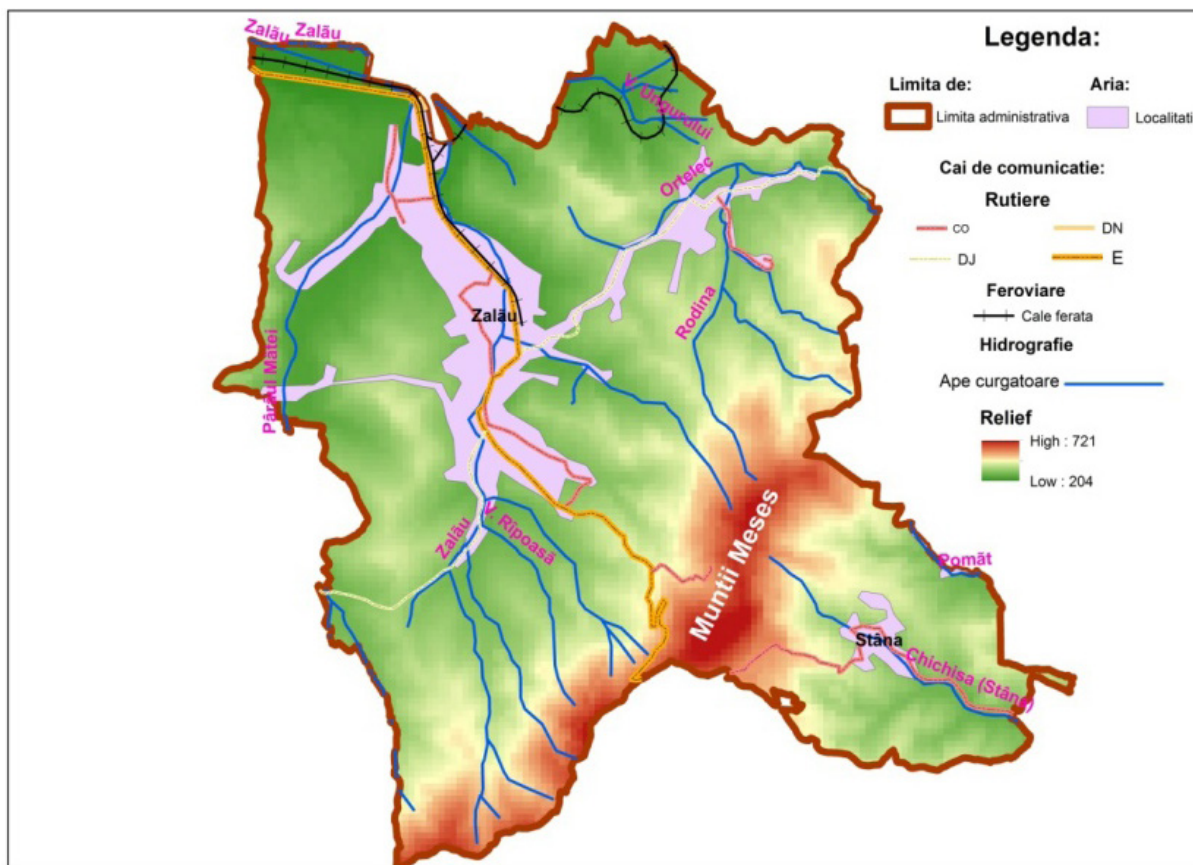 Zalău
Zalău
V. Ungurului
Ortelec
Rodina
Zalău
Pârâul Matei
Zalău
V. Ripoasă
Muntii Meses
Pomăt
Stâna
Chichisa (Stâna)
Legenda:
Limita de:
Aria:
Limita administrativa
Localitati
Cai de comunicatie:
Rutiere
co
DN
DJ
E
Feroviare
Cale ferata
Hidrografie
Ape curgatoare
Relief
High : 721
Low : 204